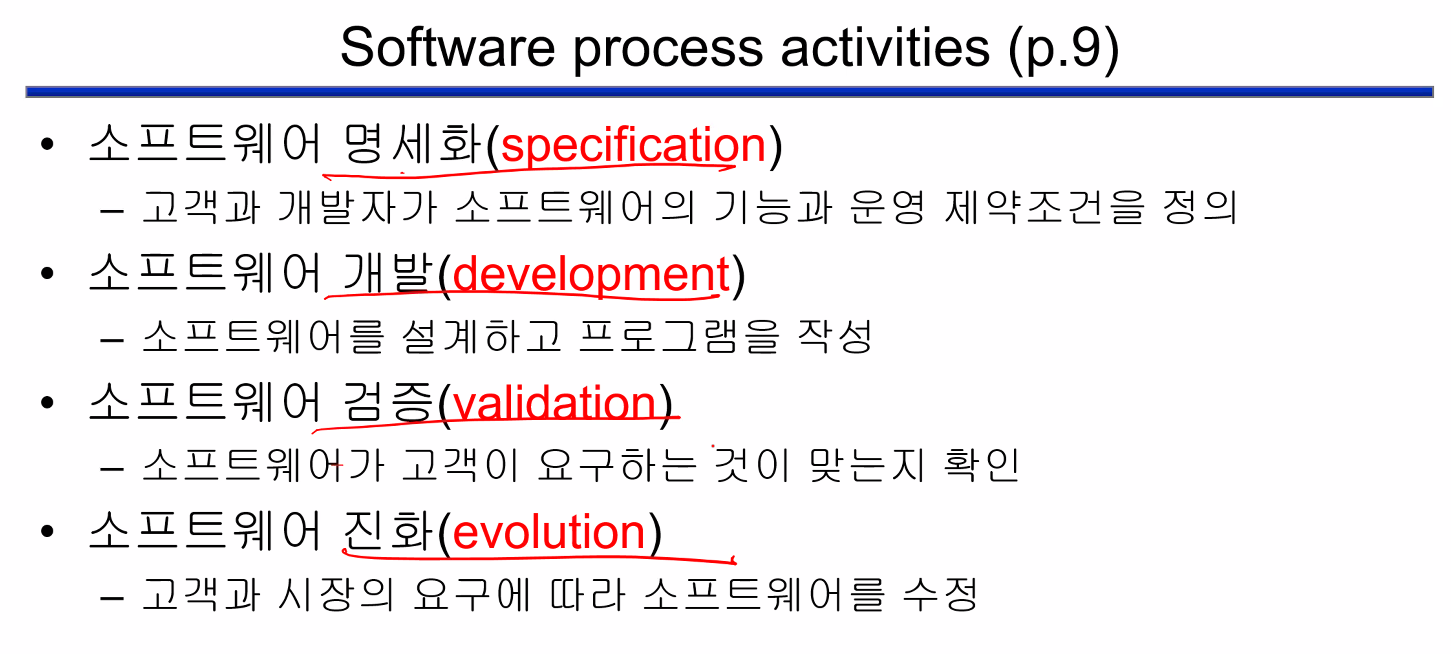 Software process activities (p.9)
• 소프트웨어 명세화(specification)
– 고객과 개발자가 소프트웨어의 기능과 운영 제약조건을 정의
• 소프트웨어 개발(development)
– 소프트웨어를 설계하고 프로그램을 작성
• 소프트웨어 검증(validation)
– 소프트웨어가 고객이 요구하는 것이 맞는지 확인
• 소프트웨어 진화(evolution)
– 고객과 시장의 요구에 따라 소프트웨어를 수정